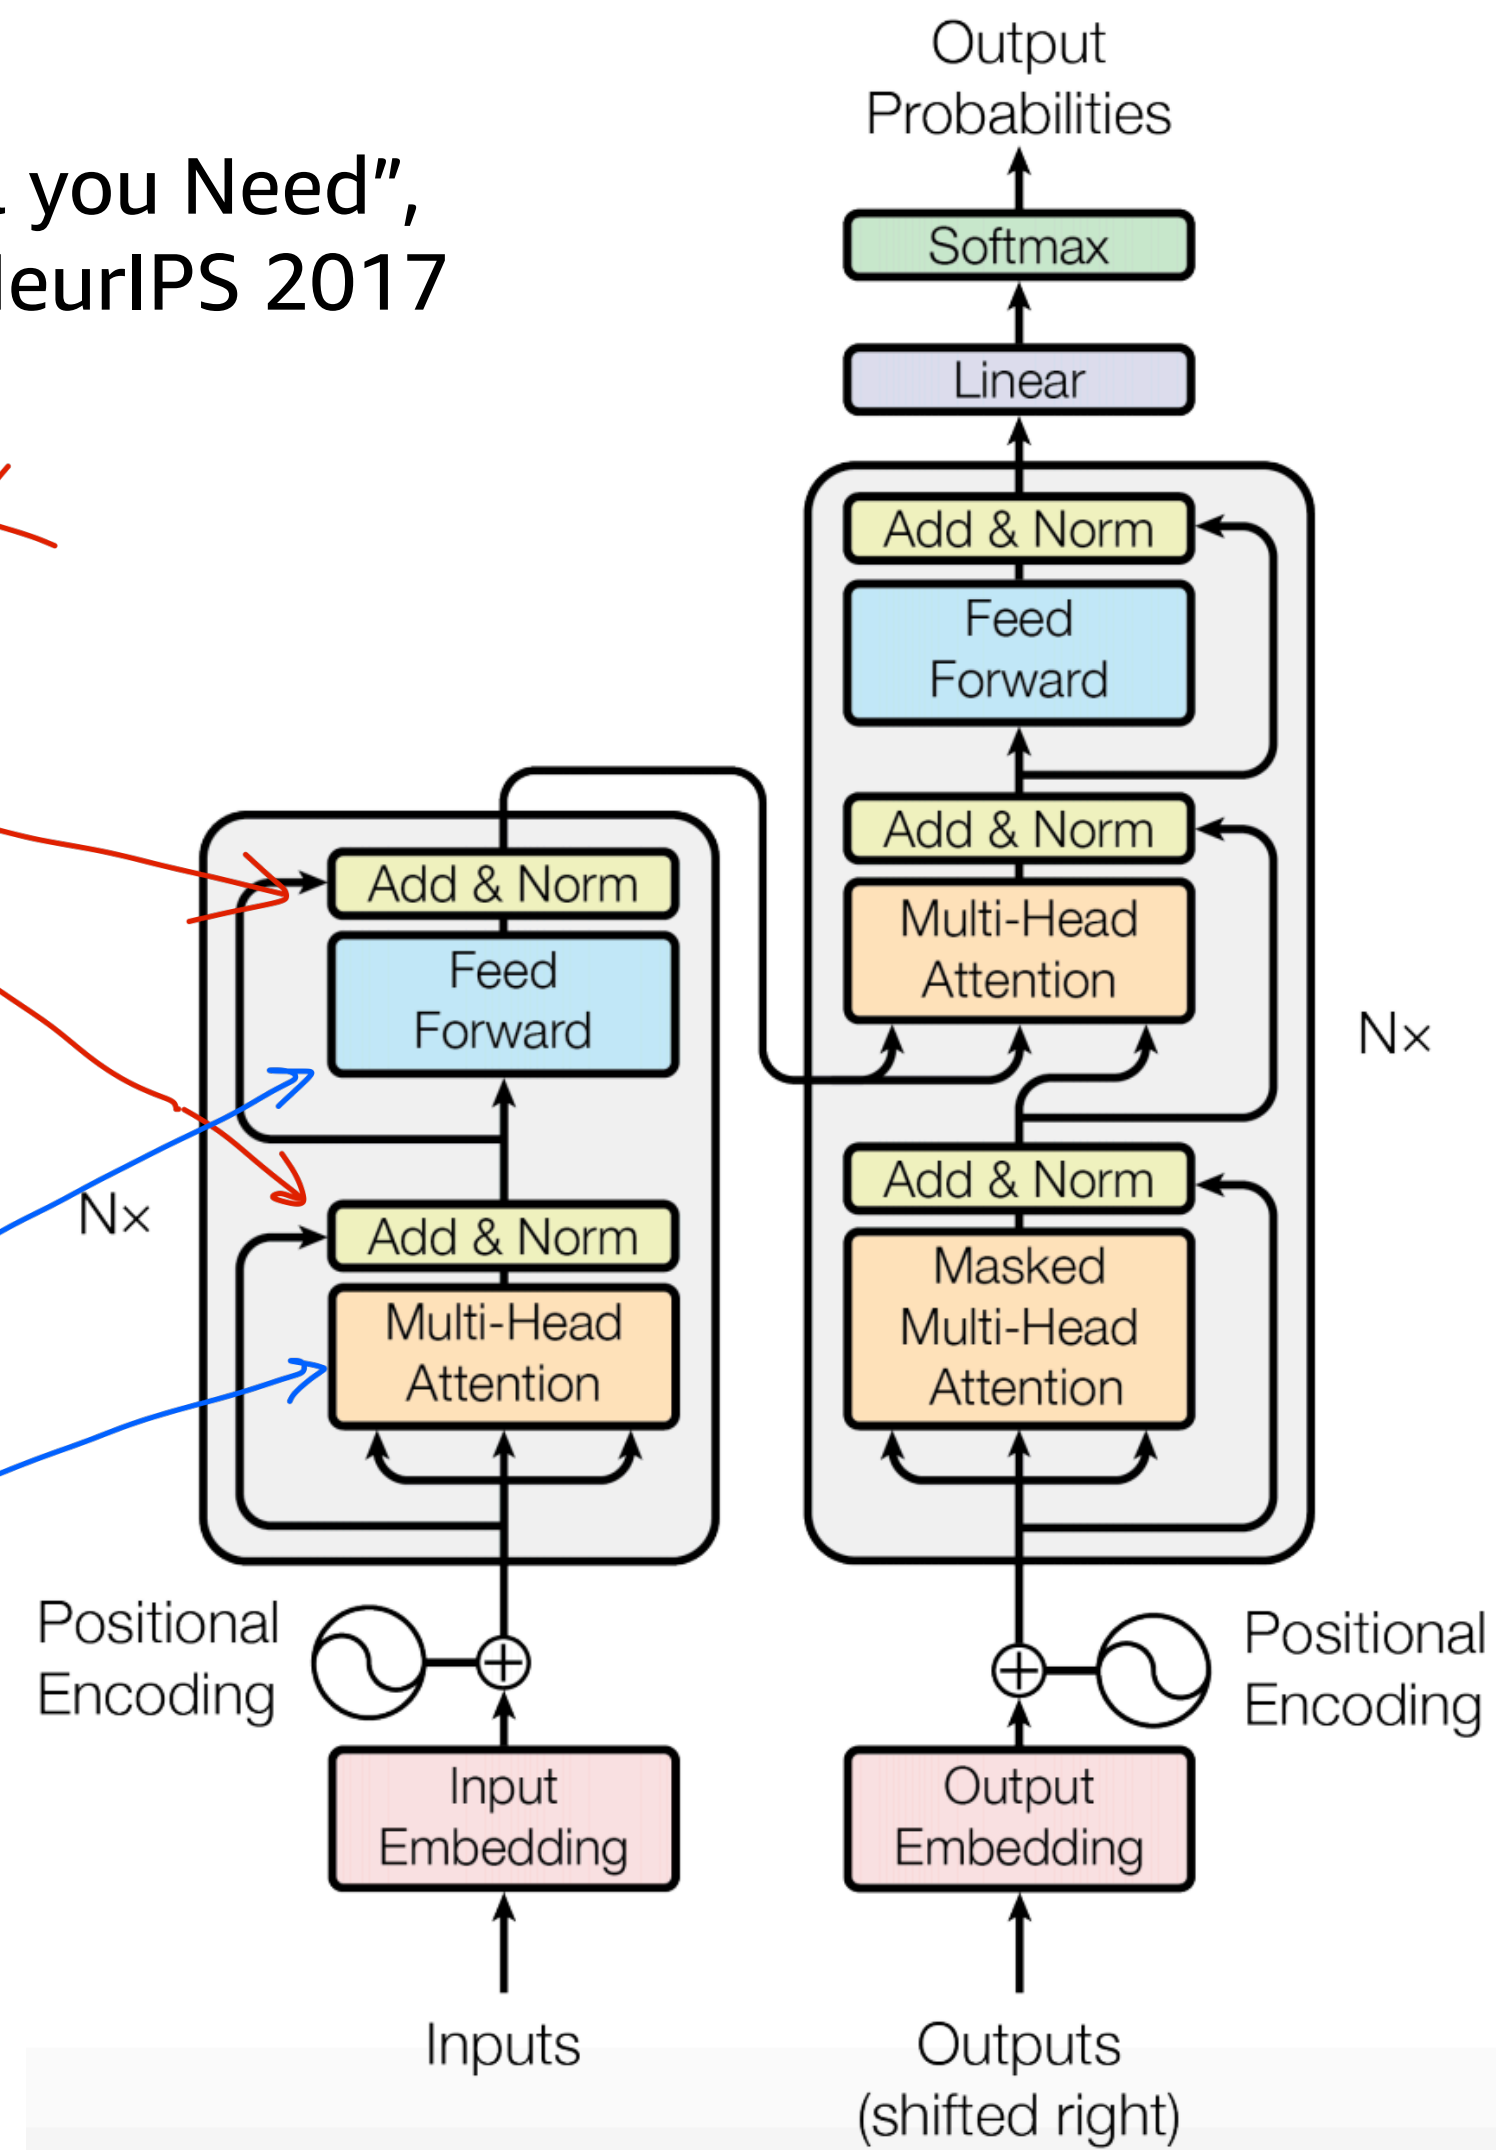 Output
Probabilities
you Need”,
eurIPS 2017
Softmax
Linear
Add & Norm
Feed
Forward
Add & Norm
Multi-Head
Attention
Nx
Add & Norm
Masked
Multi-Head
Attention
Add & Norm
Feed
Forward
Nx
Add & Norm
Multi-Head
Attention
Positional
Encoding
Positional
Encoding
Input
Embedding
Output
Embedding
Inputs
Outputs
(shifted right)